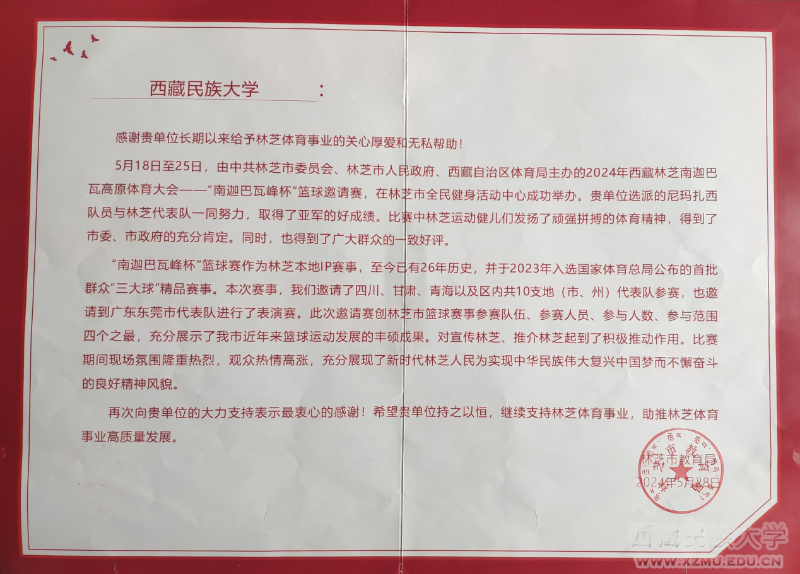 西藏民族大学：
感谢贵单位长期以来给予林芝体育事业的关心厚爱和无私帮助！
5月18日至25日，由中共林芝市委员会、林芝市人民政府、西藏自治区体育局主办的2024年西藏林芝南迦巴
瓦高原体育大会——“南迦巴瓦峰杯”篮球邀请赛，在林芝市全民健身活动中心成功举办。贵单位选派的尼玛扎西
队员与林芝代表队一同努力，取得了亚军的好成绩。比赛中林芝运动健儿们发扬了顽强拼搏的体育精神，得到了
市委、市政府的充分肯定。同时，也得到了广大群众的一致好评。
“南迦巴瓦峰杯”篮球赛作为林芝本地IP赛事，至今已有26年历史，并于2023年入选国家体育总局公布的首批
群众“三大球”精品赛事。本次赛事，我们邀请了四川、甘肃、青海以及区内共10支地（市、州）代表队参赛，也邀
请到广东东莞市代表队进行了表演赛。此次邀请赛创林芝市篮球赛事参赛队伍、参赛人员、参与人数、参与范围
四个之最，充分展示了我市近年来篮球运动发展的丰硕成果。对宣传林芝、推介林芝起到了积极推动作用。比赛
期间现场氛围隆重热烈，观众热情高涨，充分展现了新时代林芝人民为实现中华民族伟大复兴中国梦而不懈奋斗
的良好精神风貌。
再次向贵单位的大力支持表示最衷心的感谢！希望贵单位持之以恒，继续支持林芝体育事业，助推林芝体育
事业高质量发展。
林芝市教育局
2024年5月28日
西藏民族大学
WWW.XZMU.EDU.CN